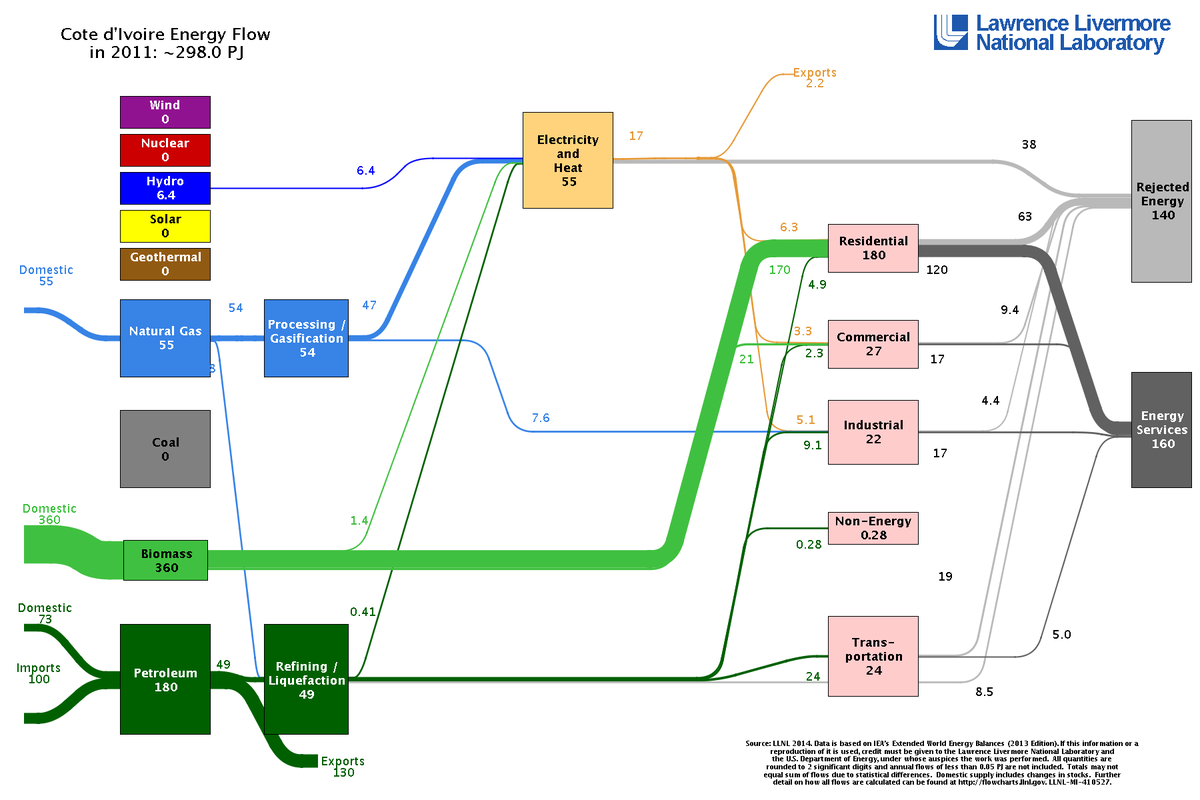 Cote d'Ivoire Energy Flow
in 2011: ~298.0 PJ
Lawrence Livermore
National Laboratory
Exports
2.2
Wind
0
Nuclear
0
Hydro
6.4
Solar
0
Geothermal
0
6.4
Electricity
and
Heat
55
17
38
Rejected
Energy
140
63
6.3
Residential
180
170
120
4.9
Domestic
55
Natural Gas
55
54
Processing /
Gasification
54
47
8
9.4
3.3
Commercial
27
2.3
21
17
7.6
4.4
5.1
Industrial
22
9.1
17
Energy
Services
160
Coal
0
Domestic
360
Biomass
360
1.4
Non-Energy
0.28
0.28
19
Domestic
73
Imports
100
Petroleum
180
49
0.41
Refining /
Liquefaction
49
Trans-
portation
24
24
5.0
8.5
Exports
130
Source: LLNL 2014. Data is based on IEA's Extended World Energy Balances (2013 Edition). If this information or a
reproduction of it is used, credit must be given to the Lawrence Livermore National Laboratory and
the U.S. Department of Energy, under whose auspices the work was performed. All quantities are
rounded to 2 significant digits and annual flows of less than 0.05 PJ are not included. Totals may not
equal sum of flows due to statistical differences. Domestic supply includes changes in stocks. Further
detail on how all flows are calculated can be found at http://flowcharts.llnl.gov. LLNL-MI-410527.